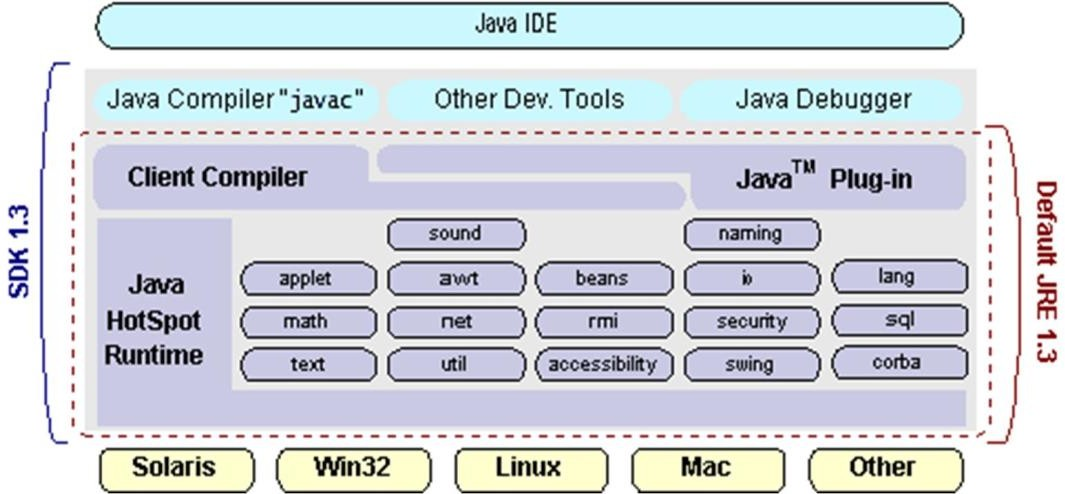 Java IDE
Java Compiler "javac"
Other Dev. Tools
Java Debugger
Client Compiler
Java™ Plug-in
SDK 1.3
Default JRE 1.3
Java
HotSpot
Runtime
sound
naming
applet
awt
beans
io
lang
math
net
rmi
security
sql
text
util
accessibility
swing
corba
Solaris
Win32
Linux
Mac
Other